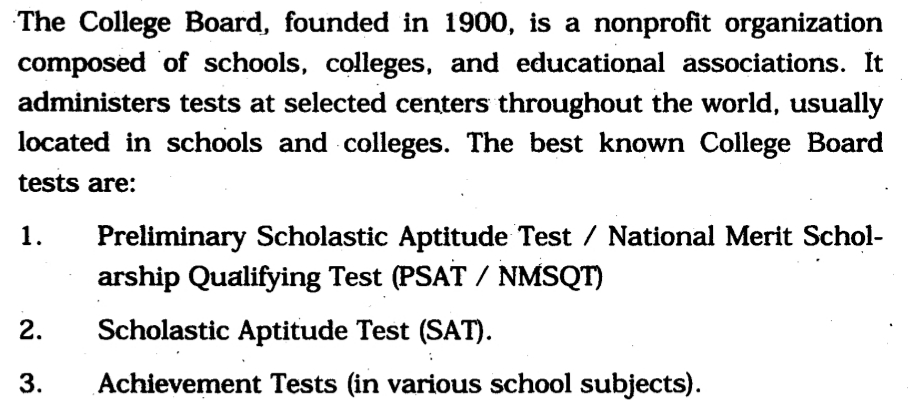 The College Board, founded in 1900, is a nonprofit organization
composed of schools, colleges, and educational associations. It
administers tests at selected centers throughout the world, usually
located in schools and colleges. The best known College Board
tests are:
1. Preliminary Scholastic Aptitude Test / National Merit Schol-
arship Qualifying Test (PSAT / NMSQT)
2. Scholastic Aptitude Test (SAT).
3. Achievement Tests (in various school subjects).